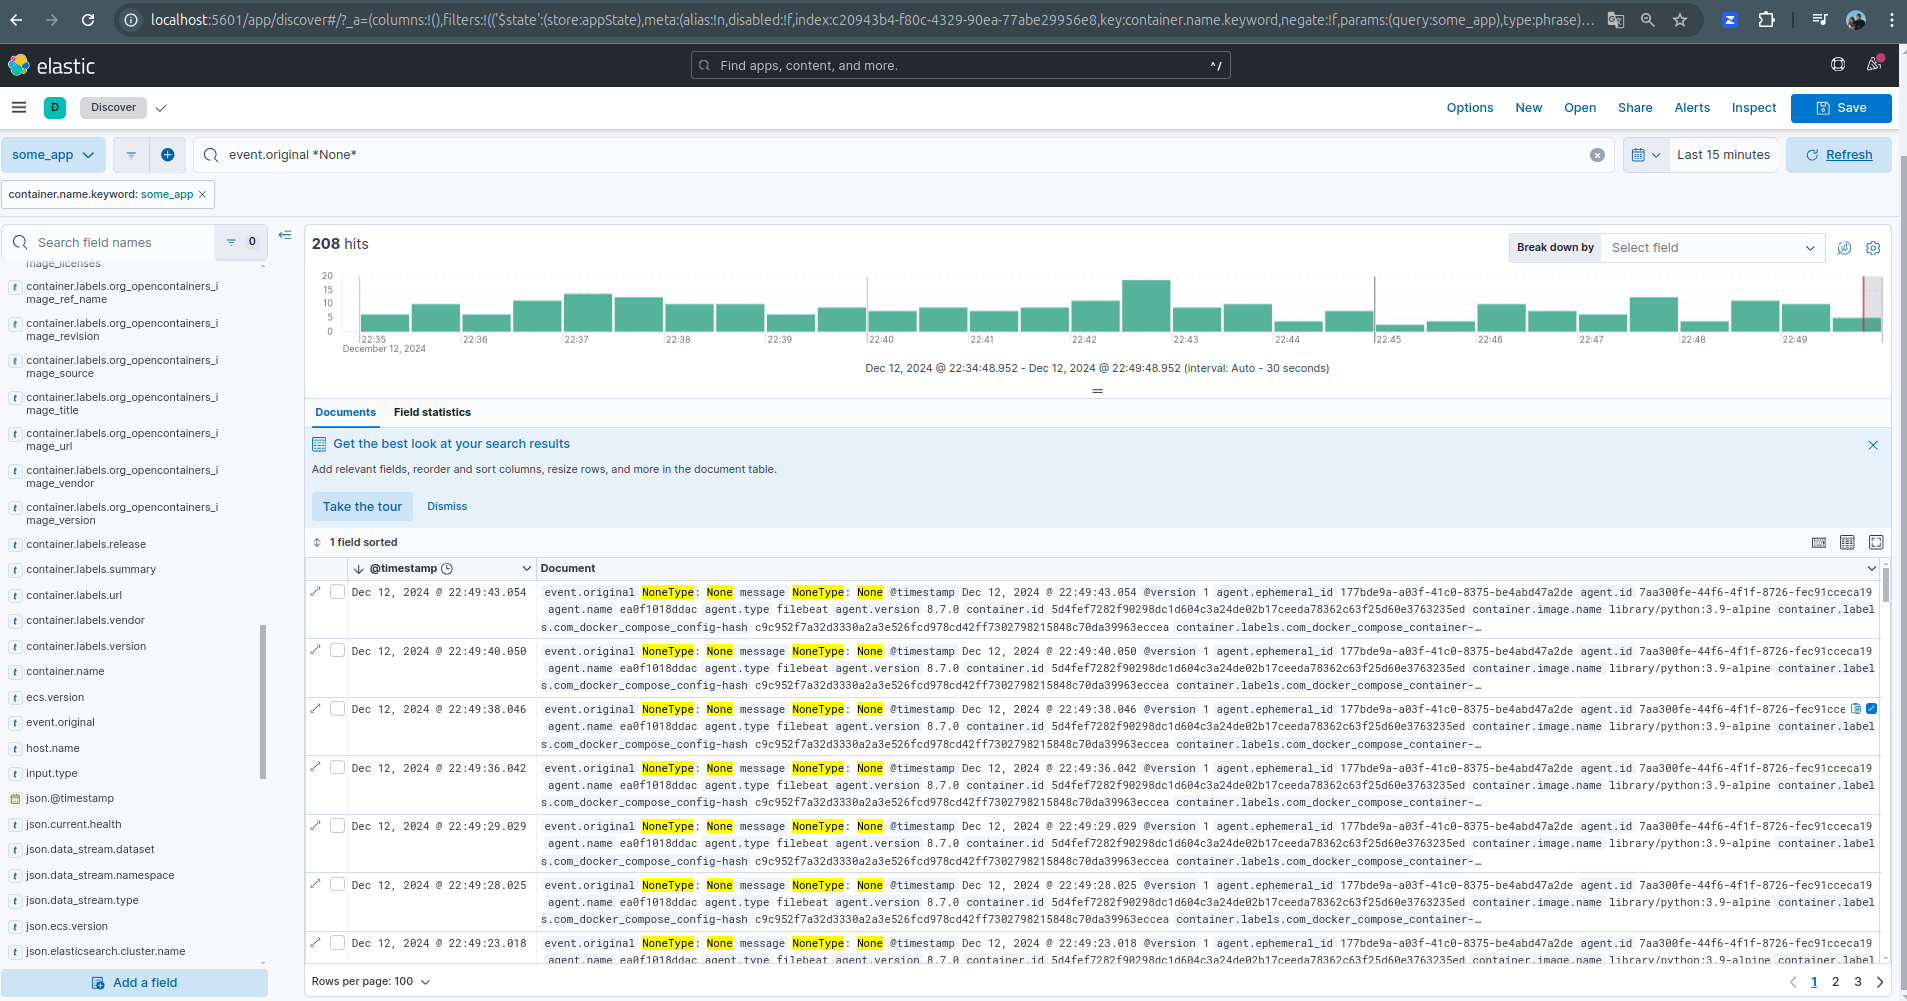 localhost:5601/app/discover#/?_a=(columns:!(),filters:!(('$state':(store:appState),meta:(alias:!n,disabled:!f,index:c20943b4-f80c-4329-90ea-77abe29956e8,key:container.name.keyword,negate:!f,params:(query:some_app),type:phrase)...
elastic
Find apps, content, and more.
^/
D
Discover
Options
New
Open
Share
Alerts
Inspect
Save
some_app
event.original *None*
Last 15 minutes
Refresh
container.name.keyword: some_app
Search field names
0
mage_licenses
container.labels.org_opencontainers_i
mage_ref_name
container.labels.org_opencontainers_i
mage_revision
container.labels.org_opencontainers_i
mage_source
container.labels.org_opencontainers_i
mage_title
container.labels.org_opencontainers_i
mage_url
container.labels.org_opencontainers_i
mage_vendor
container.labels.org_opencontainers_i
mage_version
container.labels.release
container.labels.summary
container.labels.url
container.labels.vendor
container.labels.version
container.name
ecs.version
event.original
host.name
input.type
json.@timestamp
json.current.health
json.data_stream.dataset
json.data_stream.namespace
json.data_stream.type
json.ecs.version
json.elasticsearch.cluster.name
Add a field
208 hits
Break down by
Select field
20
15
10
5
0
22:35 22:36 22:37 22:38 22:39 22:40 22:41 22:42 22:43 22:44 22:45 22:46 22:47 22:48 22:49
December 12, 2024
Dec 12, 2024 @ 22:34:48.952 - Dec 12, 2024 @ 22:49:48.952 (interval: Auto - 30 seconds)
Documents
Field statistics
Get the best look at your search results
Add relevant fields, reorder and sort columns, resize rows, and more in the document table.
Take the tour
Dismiss
1 field sorted
@timestamp
Document
Dec 12, 2024 @ 22:49:43.054 event.original NoneType: None message NoneType: None @timestamp Dec 12, 2024 @ 22:49:43.054 @version 1 agent.ephemeral_id 177bde9a-a03f-41c0-8375-be4abd47a2de agent.id 7aa300fe-44f6-4f1f-8726-fec91cceca19
agent.name ea0f1018ddac agent.type filebeat agent.version 8.7.0 container.id 5d4fef7282f90298dc1d604c3a24de02b17ceeda78362c63f25d60e3763235ed container.image.name library/python:3.9-alpine container.label
s.com_docker_compose_config-hash c9c952f7a32d3330a2a3e526fcd978cd42ff7302798215848c70da39963eccea container.labels.com_docker_compose_container-…
Dec 12, 2024 @ 22:49:40.050 event.original NoneType: None message NoneType: None @timestamp Dec 12, 2024 @ 22:49:40.050 @version 1 agent.ephemeral_id 177bde9a-a03f-41c0-8375-be4abd47a2de agent.id 7aa300fe-44f6-4f1f-8726-fec91cceca19
agent.name ea0f1018ddac agent.type filebeat agent.version 8.7.0 container.id 5d4fef7282f90298dc1d604c3a24de02b17ceeda78362c63f25d60e3763235ed container.image.name library/python:3.9-alpine container.label
s.com_docker_compose_config-hash c9c952f7a32d3330a2a3e526fcd978cd42ff7302798215848c70da39963eccea container.labels.com_docker_compose_container-…
Dec 12, 2024 @ 22:49:38.046 event.original NoneType: None message NoneType: None @timestamp Dec 12, 2024 @ 22:49:38.046 @version 1 agent.ephemeral_id 177bde9a-a03f-41c0-8375-be4abd47a2de agent.id 7aa300fe-44f6-4f1f-8726-fec91cce
agent.name ea0f1018ddac agent.type filebeat agent.version 8.7.0 container.id 5d4fef7282f90298dc1d604c3a24de02b17ceeda78362c63f25d60e3763235ed container.image.name library/python:3.9-alpine container.label
s.com_docker_compose_config-hash c9c952f7a32d3330a2a3e526fcd978cd42ff7302798215848c70da39963eccea container.labels.com_docker_compose_container-…
Dec 12, 2024 @ 22:49:36.042 event.original NoneType: None message NoneType: None @timestamp Dec 12, 2024 @ 22:49:36.042 @version 1 agent.ephemeral_id 177bde9a-a03f-41c0-8375-be4abd47a2de agent.id 7aa300fe-44f6-4f1f-8726-fec91cceca19
agent.name ea0f1018ddac agent.type filebeat agent.version 8.7.0 container.id 5d4fef7282f90298dc1d604c3a24de02b17ceeda78362c63f25d60e3763235ed container.image.name library/python:3.9-alpine container.label
s.com_docker_compose_config-hash c9c952f7a32d3330a2a3e526fcd978cd42ff7302798215848c70da39963eccea container.labels.com_docker_compose_container-…
Dec 12, 2024 @ 22:49:29.029 event.original NoneType: None message NoneType: None @timestamp Dec 12, 2024 @ 22:49:29.029 @version 1 agent.ephemeral_id 177bde9a-a03f-41c0-8375-be4abd47a2de agent.id 7aa300fe-44f6-4f1f-8726-fec91cceca19
agent.name ea0f1018ddac agent.type filebeat agent.version 8.7.0 container.id 5d4fef7282f90298dc1d604c3a24de02b17ceeda78362c63f25d60e3763235ed container.image.name library/python:3.9-alpine container.label
s.com_docker_compose_config-hash c9c952f7a32d3330a2a3e526fcd978cd42ff7302798215848c70da39963eccea container.labels.com_docker_compose_container-…
Dec 12, 2024 @ 22:49:28.025 event.original NoneType: None message NoneType: None @timestamp Dec 12, 2024 @ 22:49:28.025 @version 1 agent.ephemeral_id 177bde9a-a03f-41c0-8375-be4abd47a2de agent.id 7aa300fe-44f6-4f1f-8726-fec91cceca19
agent.name ea0f1018ddac agent.type filebeat agent.version 8.7.0 container.id 5d4fef7282f90298dc1d604c3a24de02b17ceeda78362c63f25d60e3763235ed container.image.name library/python:3.9-alpine container.label
s.com_docker_compose_config-hash c9c952f7a32d3330a2a3e526fcd978cd42ff7302798215848c70da39963eccea container.labels.com_docker_compose_container-…
Dec 12, 2024 @ 22:49:23.018 event.original NoneType: None message NoneType: None @timestamp Dec 12, 2024 @ 22:49:23.018 @version 1 agent.ephemeral_id 177bde9a-a03f-41c0-8375-be4abd47a2de agent.id 7aa300fe-44f6-4f1f-8726-fec91cceca19
agent.name ea0f1018ddac agent.type filebeat agent.version 8.7.0 container.id 5d4fef7282f90298dc1d604c3a24de02b17ceeda78362c63f25d60e3763235ed container.image.name library/python:3.9-alpine container.label
Rows per page: 100
1 2 3